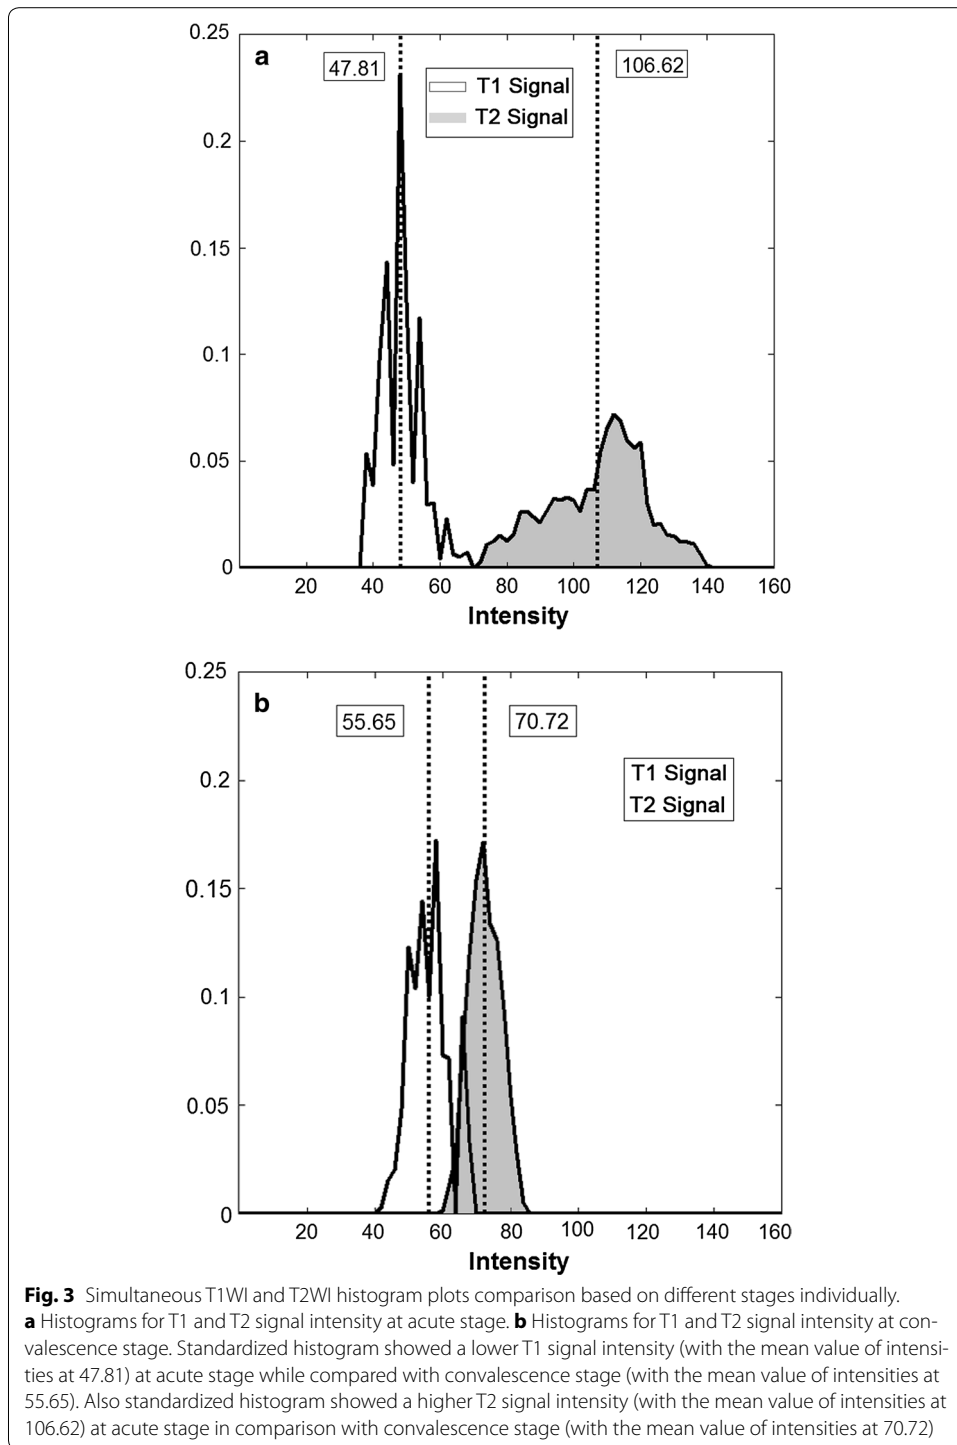 0.25
a
47.81
106.62
T1 Signal
T2 Signal
0.2
0.15
0.1
0.05
0
20 40 60 80 100 120 140 160
Intensity
0.25
b
55.65
70.72
T1 Signal
T2 Signal
0.2
0.15
0.1
0.05
0
20 40 60 80 100 120 140 160
Intensity
Fig. 3 Simultaneous T1WI and T2WI histogram plots comparison based on different stages individually.
a Histograms for T1 and T2 signal intensity at acute stage. b Histograms for T1 and T2 signal intensity at con-
valescence stage. Standardized histogram showed a lower T1 signal intensity (with the mean value of intensi-
ties at 47.81) at acute stage while compared with convalescence stage (with the mean value of intensities at
55.65). Also standardized histogram showed a higher T2 signal intensity (with the mean value of intensities at
106.62) at acute stage in comparison with convalescence stage (with the mean value of intensities at 70.72)